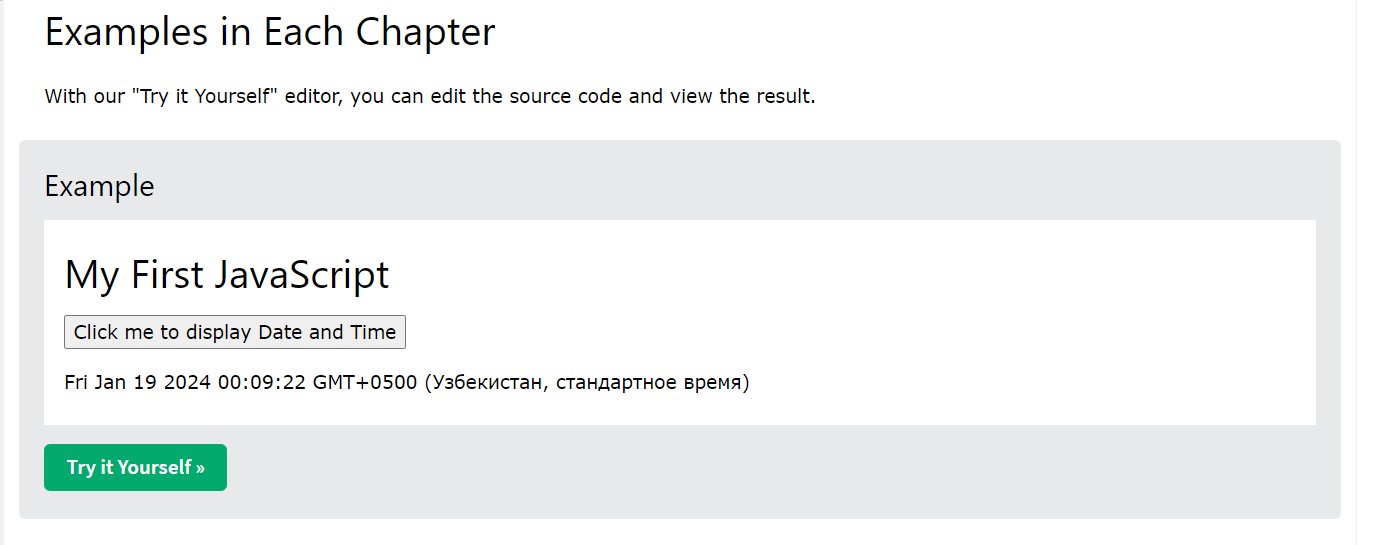 Examples in Each Chapter
With our "Try it Yourself" editor, you can edit the source code and view the result.
Example
My First JavaScript
Click me to display Date and Time
Fri Jan 19 2024 00:09:22 GMT+0500 (Узбекистан, стандартное время)
Try it Yourself »